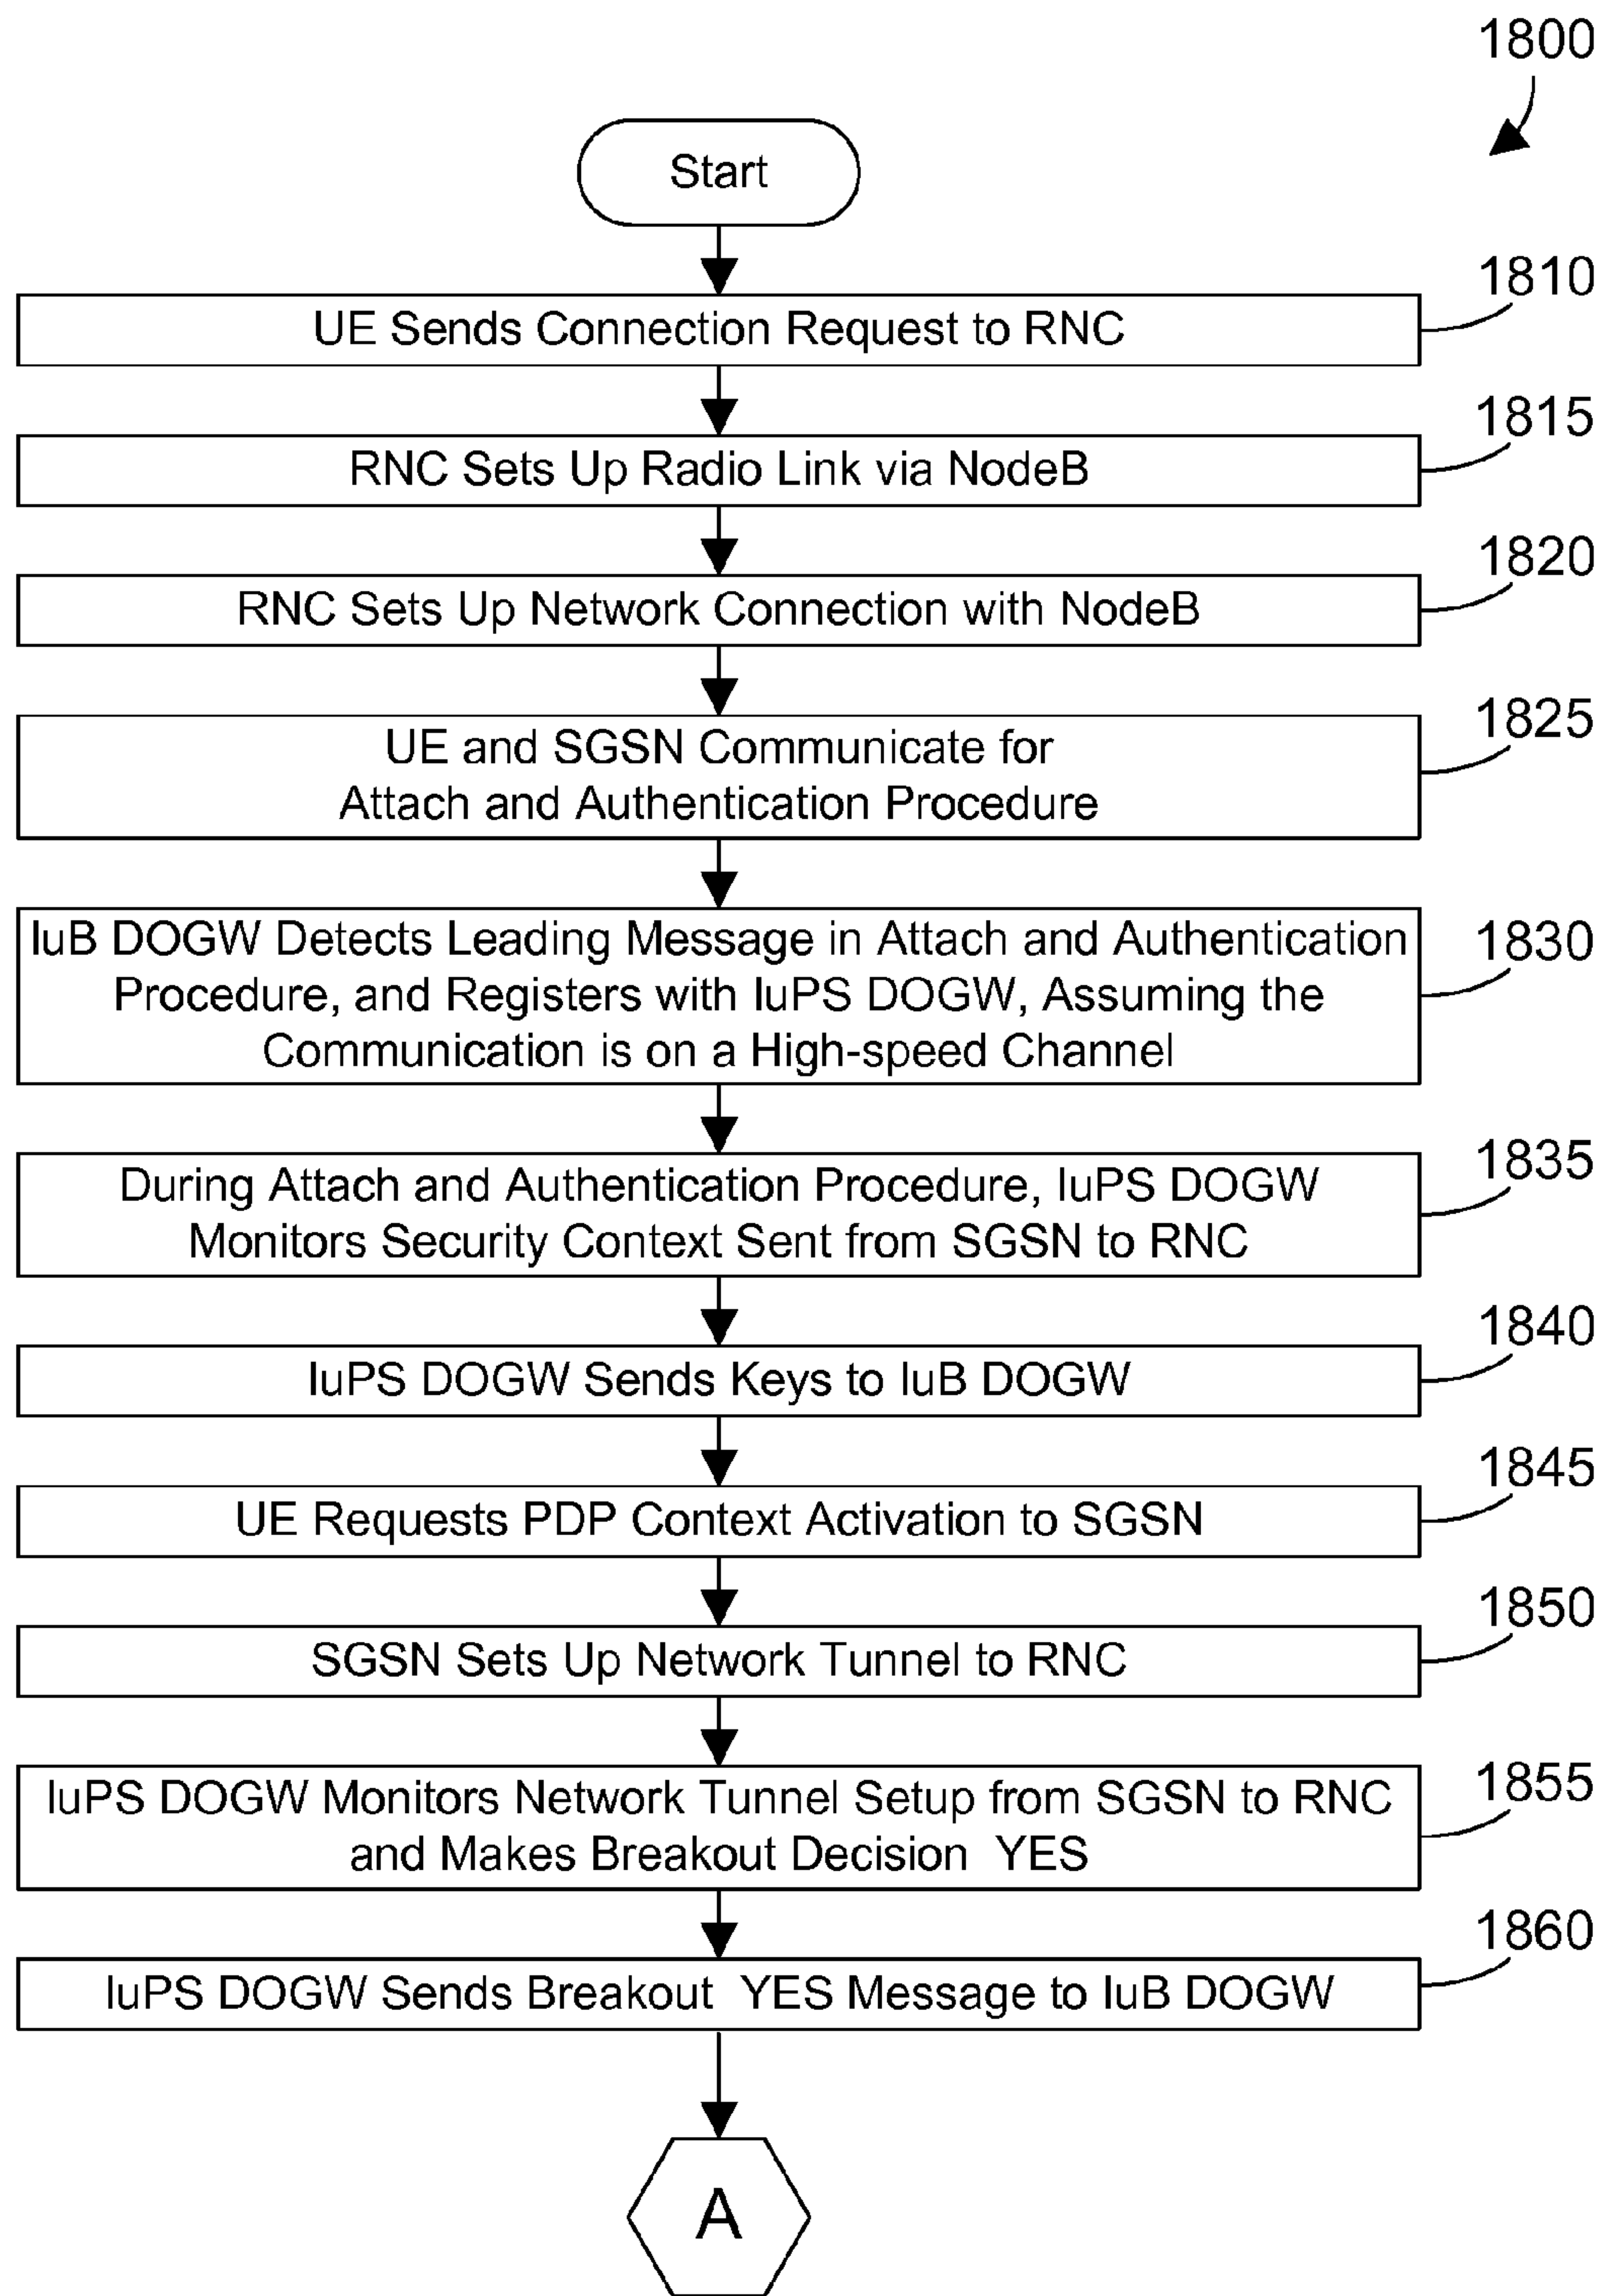 1800
Start
1810
UE Sends Connection Request to RNC
1815
RNC Sets Up Radio Link via NodeB
1820
RNC Sets Up Network Connection with NodeB
1825
UE and SGSN Communicate for
Attach and Authentication Procedure
1830
IuB DOGW Detects Leading Message in Attach and Authentication
Procedure, and Registers with IuPS DOGW, Assuming the
Communication is on a High-speed Channel
1835
During Attach and Authentication Procedure, IuPS DOGW
Monitors Security Context Sent from SGSN to RNC
1840
IuPS DOGW Sends Keys to IuB DOGW
1845
UE Requests PDP Context Activation to SGSN
1850
SGSN Sets Up Network Tunnel to RNC
1855
IuPS DOGW Monitors Network Tunnel Setup from SGSN to RNC
and Makes Breakout Decision YES
1860
IuPS DOGW Sends Breakout YES Message to IuB DOGW
A